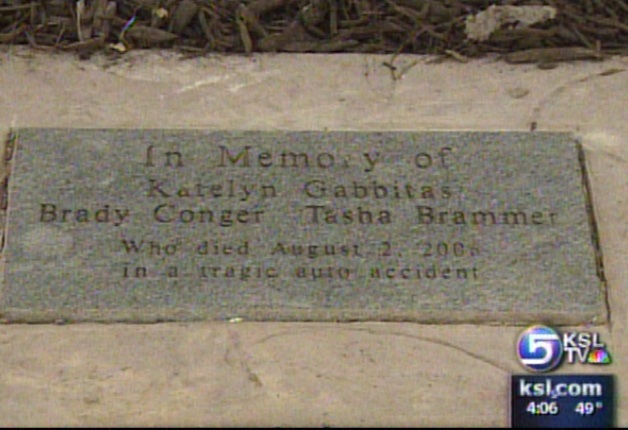 In Memory of
Katelyn Gabbitas
Brady Conger Tasha Brammer
Who died August 2, 2006
in a tragic auto accident
5 KSL
TV
ksl.com
4:06 49°